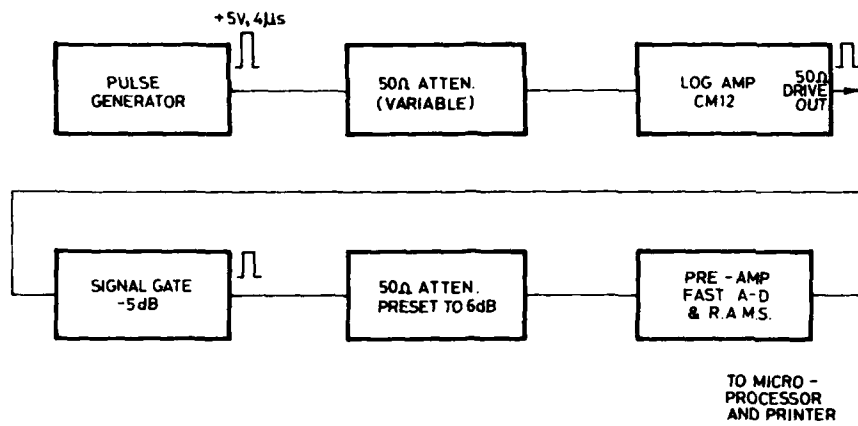 +5V, 4μs
PULSE
GENERATOR
50Ω ATTEN.
(VARIABLE)
LOG AMP
CM12
50Ω
DRIVE
OUT
SIGNAL GATE
-5dB
50Ω ATTEN.
PRESET TO 6dB
PRE-AMP
FAST A-D
& R.A.M.S.
TO MICRO-
PROCESSOR
AND PRINTER